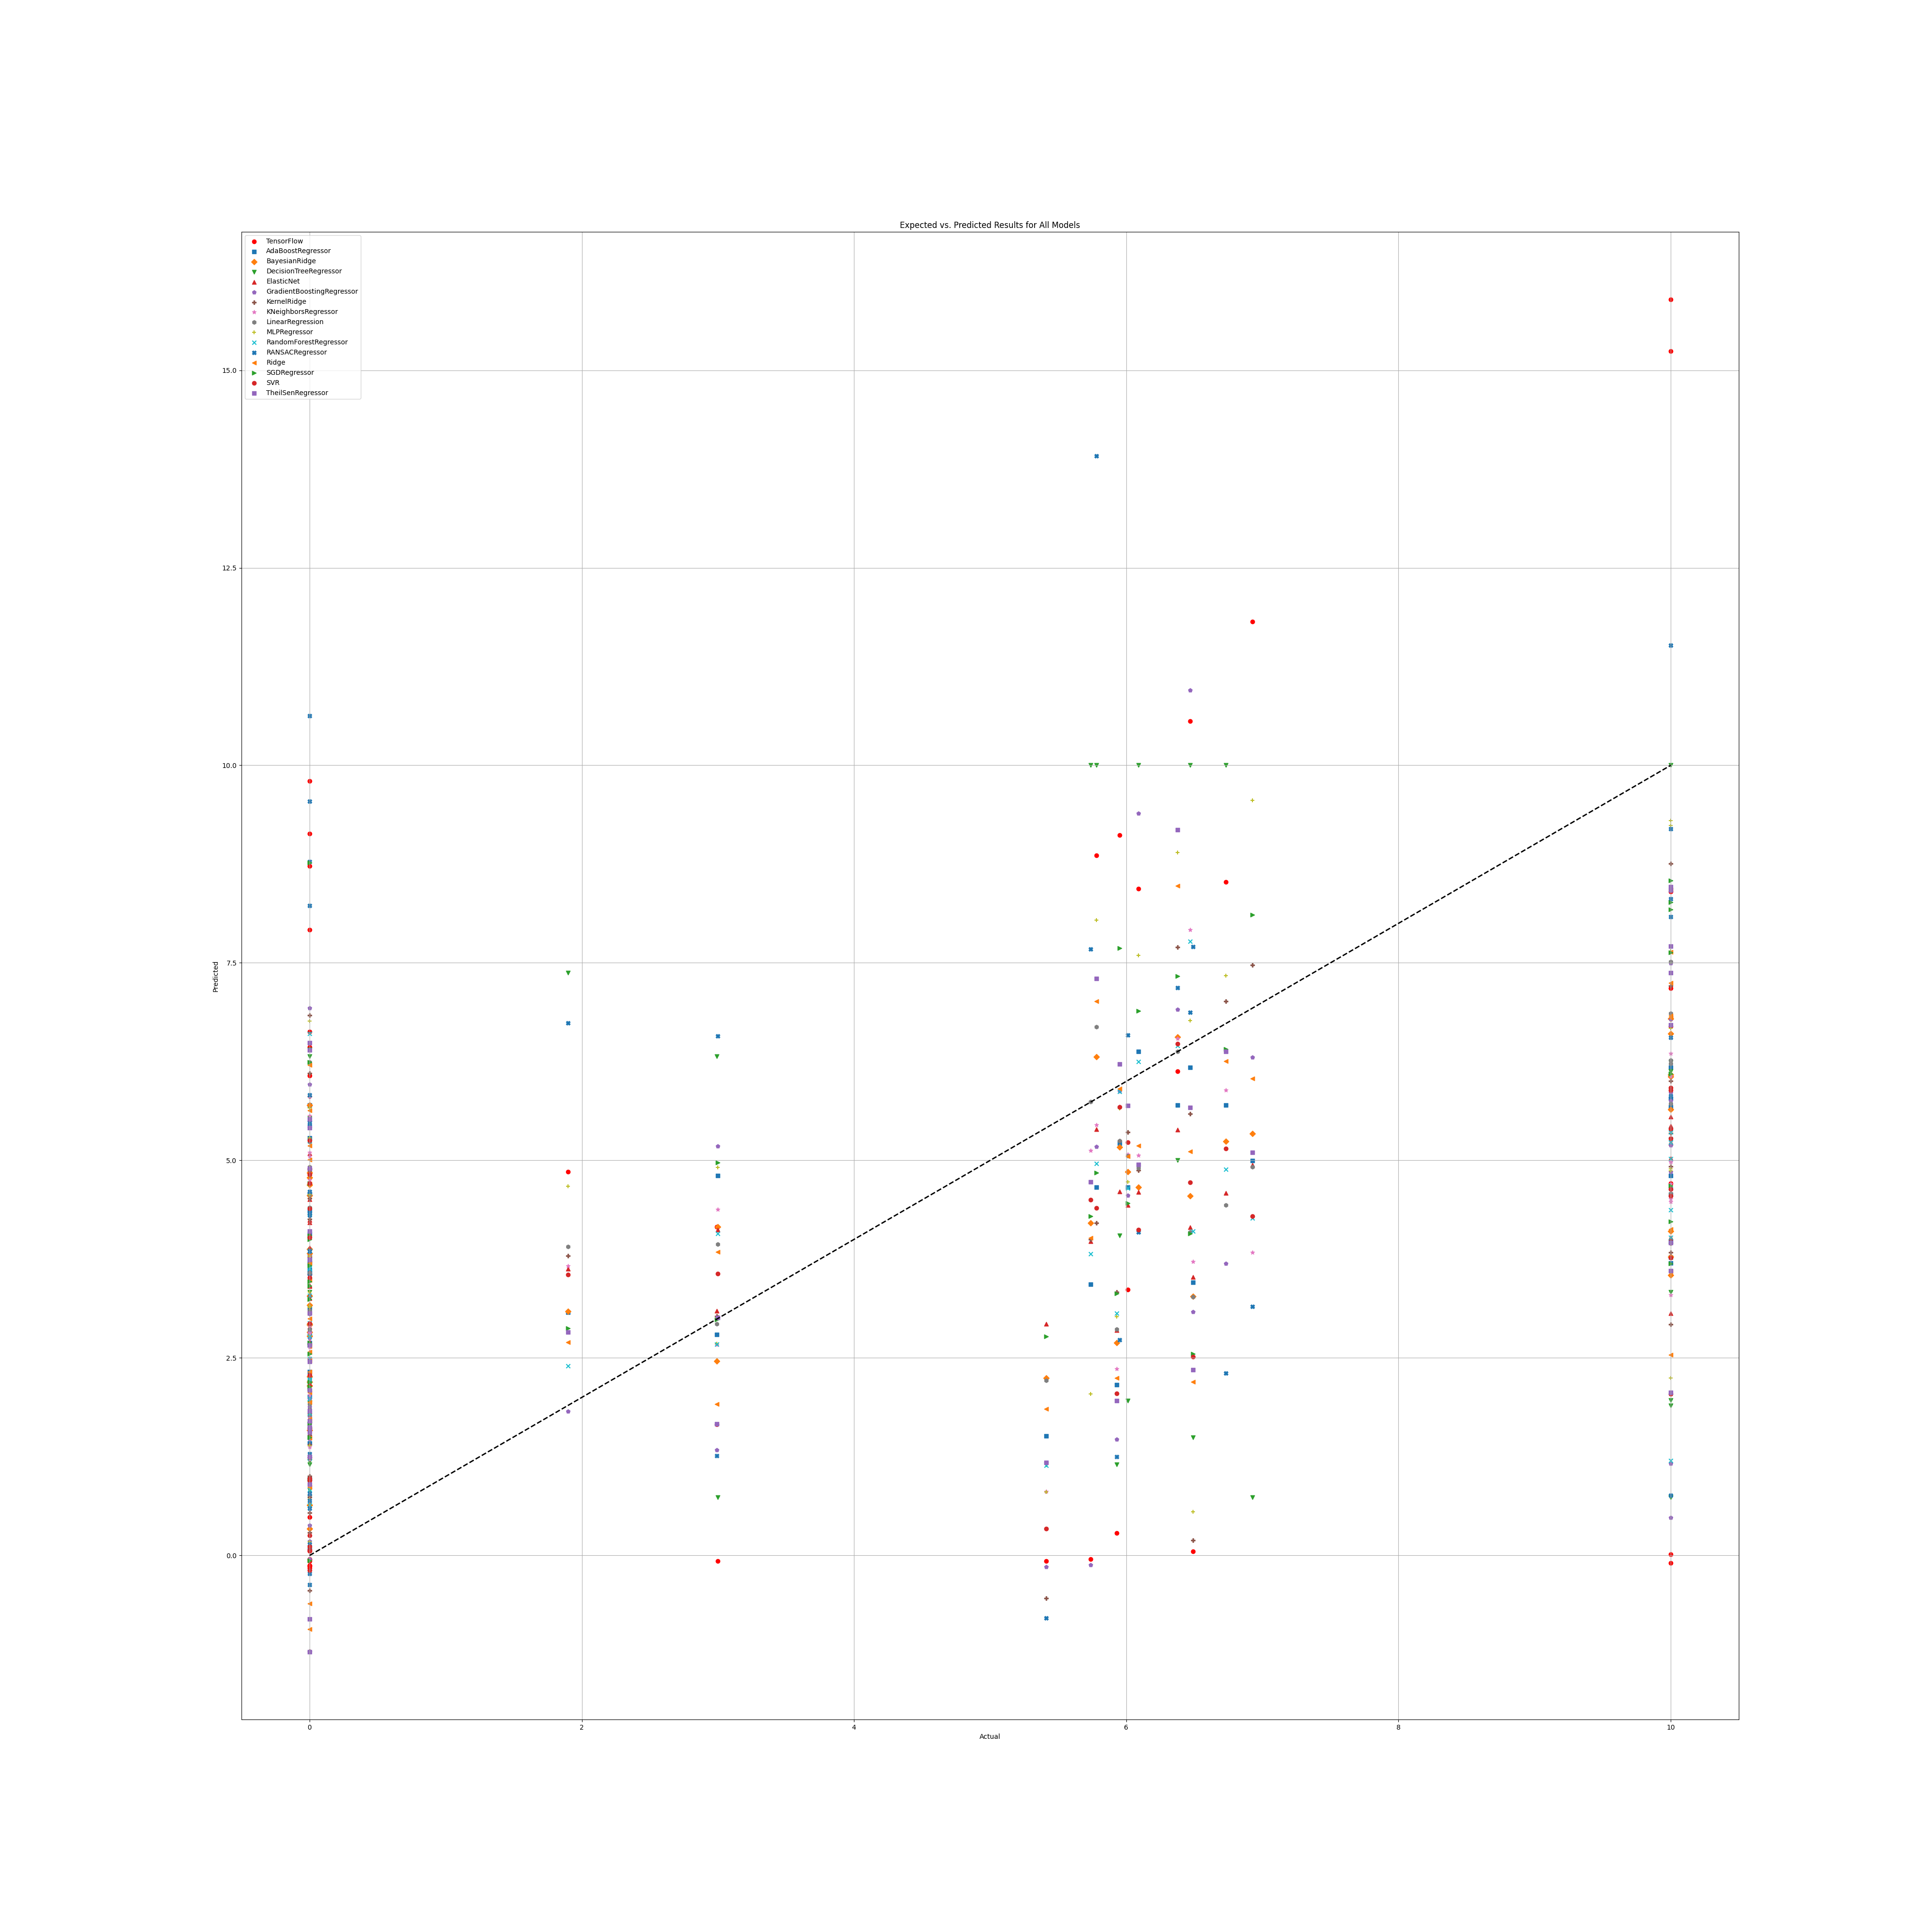 Expected vs. Predicted Results for All Models
TensorFlow
AdaBoostRegressor
BayesianRidge
DecisionTreeRegressor
ElasticNet
GradientBoostingRegressor
KernelRidge
KNeighborsRegressor
LinearRegression
MLPRegressor
RandomForestRegressor
RANSACRegressor
Ridge
SGDRegressor
SVR
TheilSenRegressor
15.0
12.5
10.0
7.5
5.0
2.5
0.0
Predicted
0 2 4 6 8 10
Actual